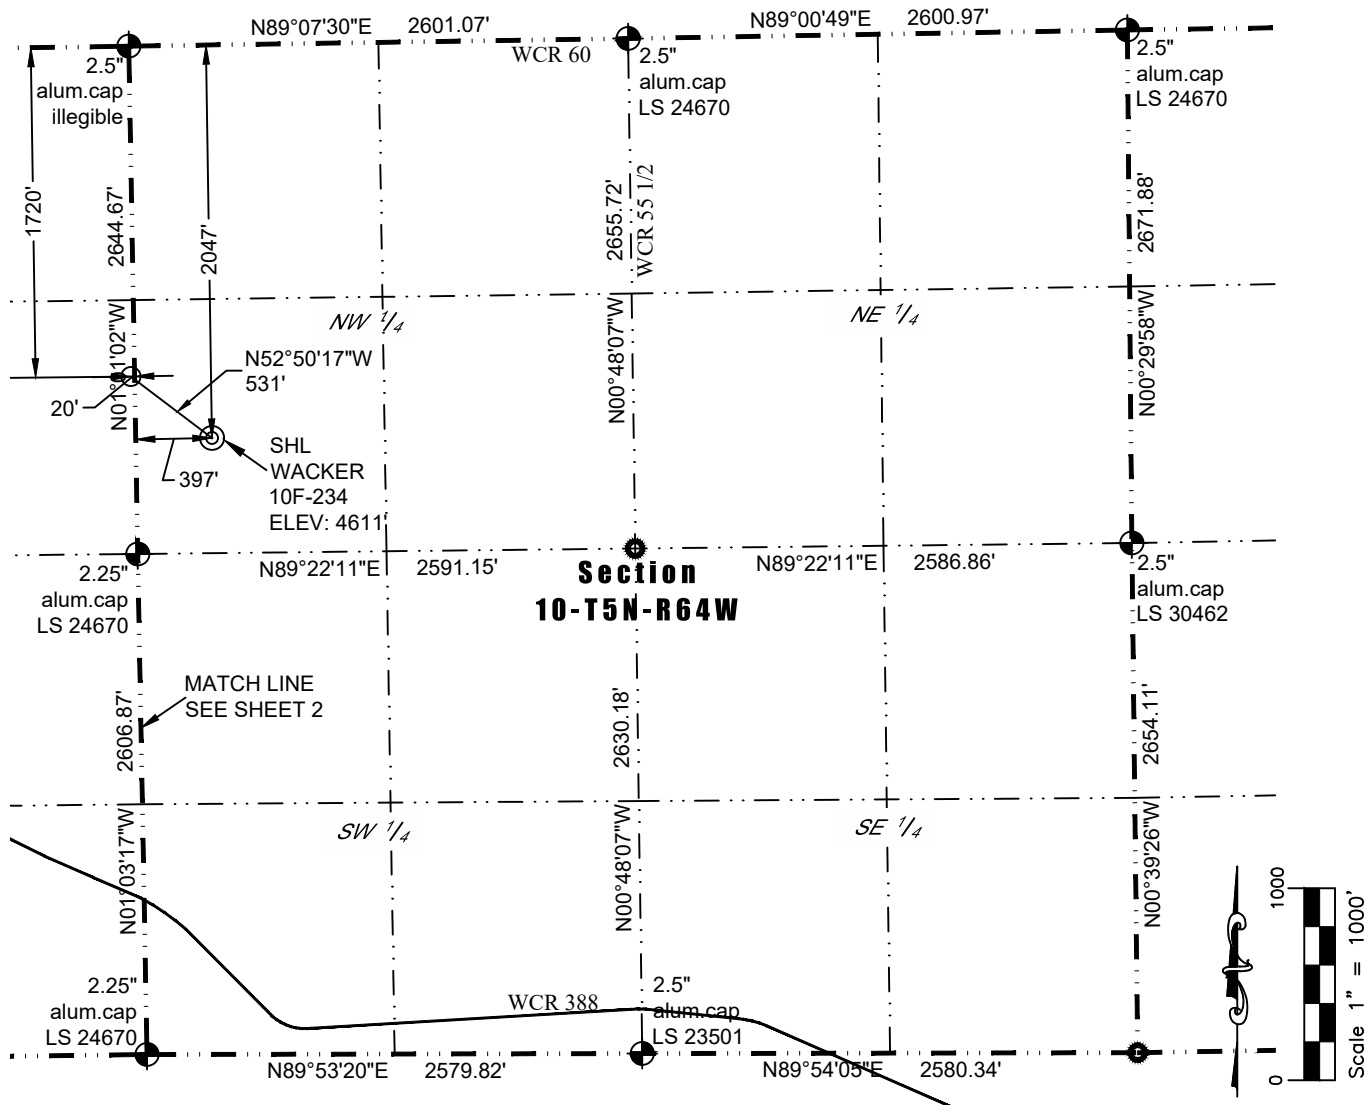 N89°07'30"E 2601.07'
N89°00'49"E 2600.97'
WCR 60
2.5"
alum.cap
illegible
2.5"
alum.cap
LS 24670
2.5"
alum.cap
LS 24670
1720'
2644.67'
2047'
2655.72'
WCR 55 1/2
2671.88'
NW 1/4
NE 1/4
N01°01'02"W
N00°48'07"W
N00°29'58"W
N52°50'17"W
531'
20'
397'
SHL
WACKER
10F-234
ELEV: 4611'
2.25"
alum.cap
LS 24670
N89°22'11"E 2591.15'
N89°22'11"E 2586.86'
Section
10-T5N-R64W
2.5"
alum.cap
LS 30462
MATCH LINE
SEE SHEET 2
2606.87'
2630.18'
2654.11'
SW 1/4
SE 1/4
N01°03'17"W
N00°48'07"W
N00°39'26"W
2.25"
alum.cap
LS 24670
WCR 388
2.5"
alum.cap
LS 23501
N89°53'20"E 2579.82'
N89°54'05"E 2580.34'
0 1000
Scale 1" = 1000'